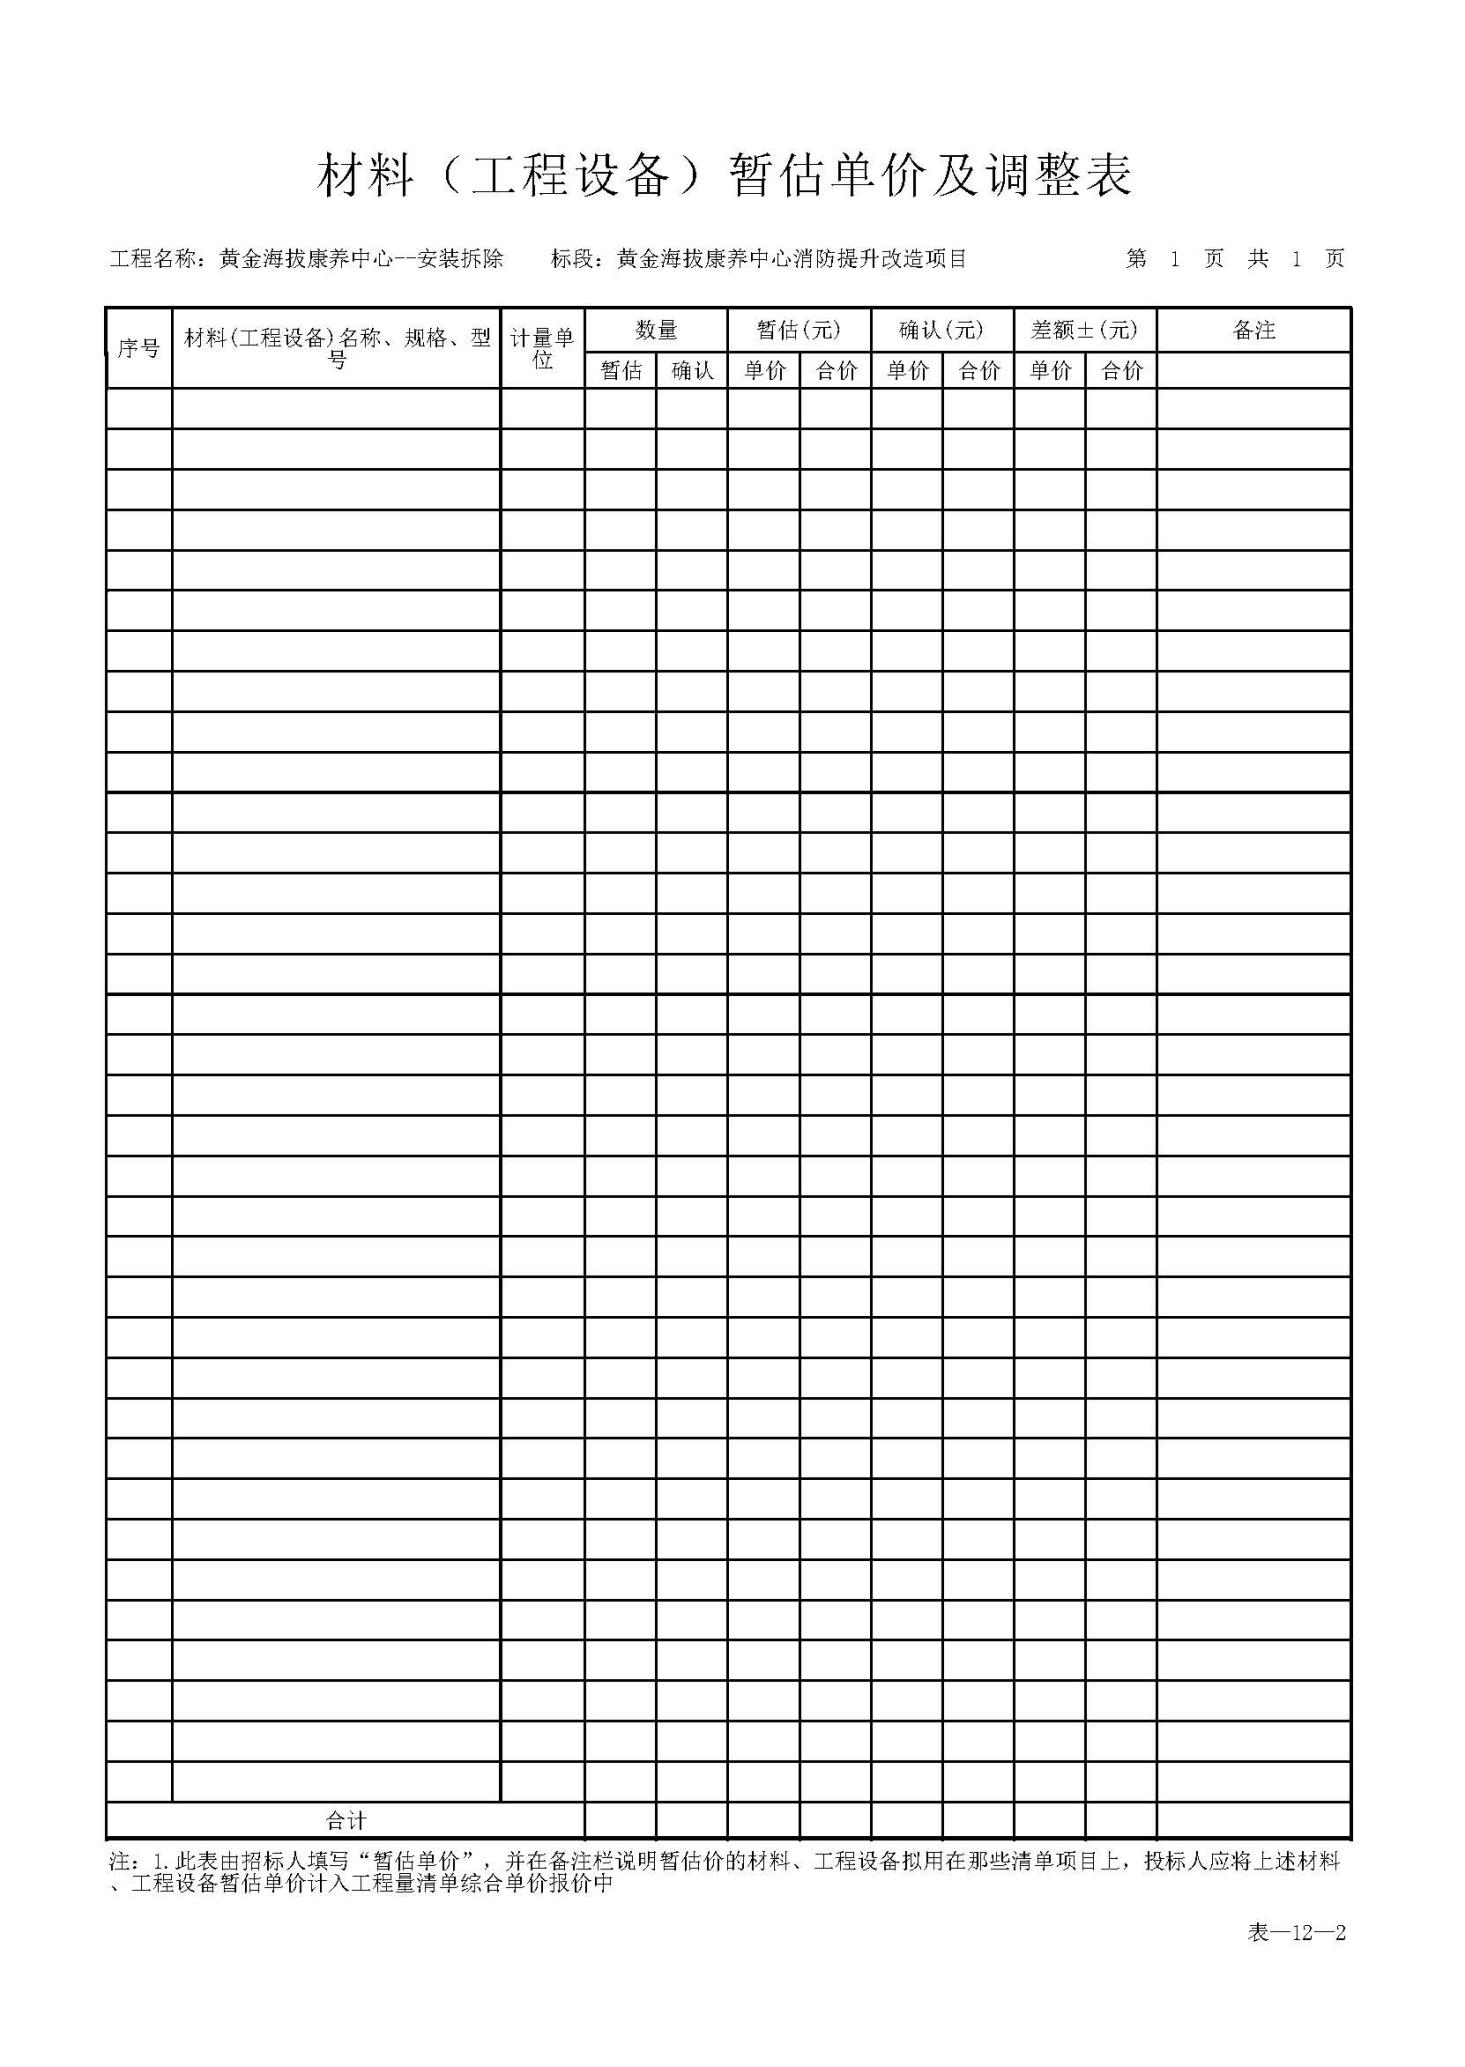 材料（工程设备）暂估单价及调整表
工程名称：黄金海拔康养中心--安装拆除 标段：黄金海拔康养中心消防提升改造项目 第 1 页 共 1 页
序号 材料(工程设备)名称、规格、型号 计量单位 数量 暂估(元) 确认(元) 差额±(元) 备注
暂估 确认 单价 合价 单价 合价 单价 合价
合计
注：1.此表由招标人填写“暂估单价”，并在备注栏说明暂估价的材料、工程设备拟用在那些清单项目上，投标人应将上述材料
、工程设备暂估单价计入工程量清单综合单价报价中
表—12—2